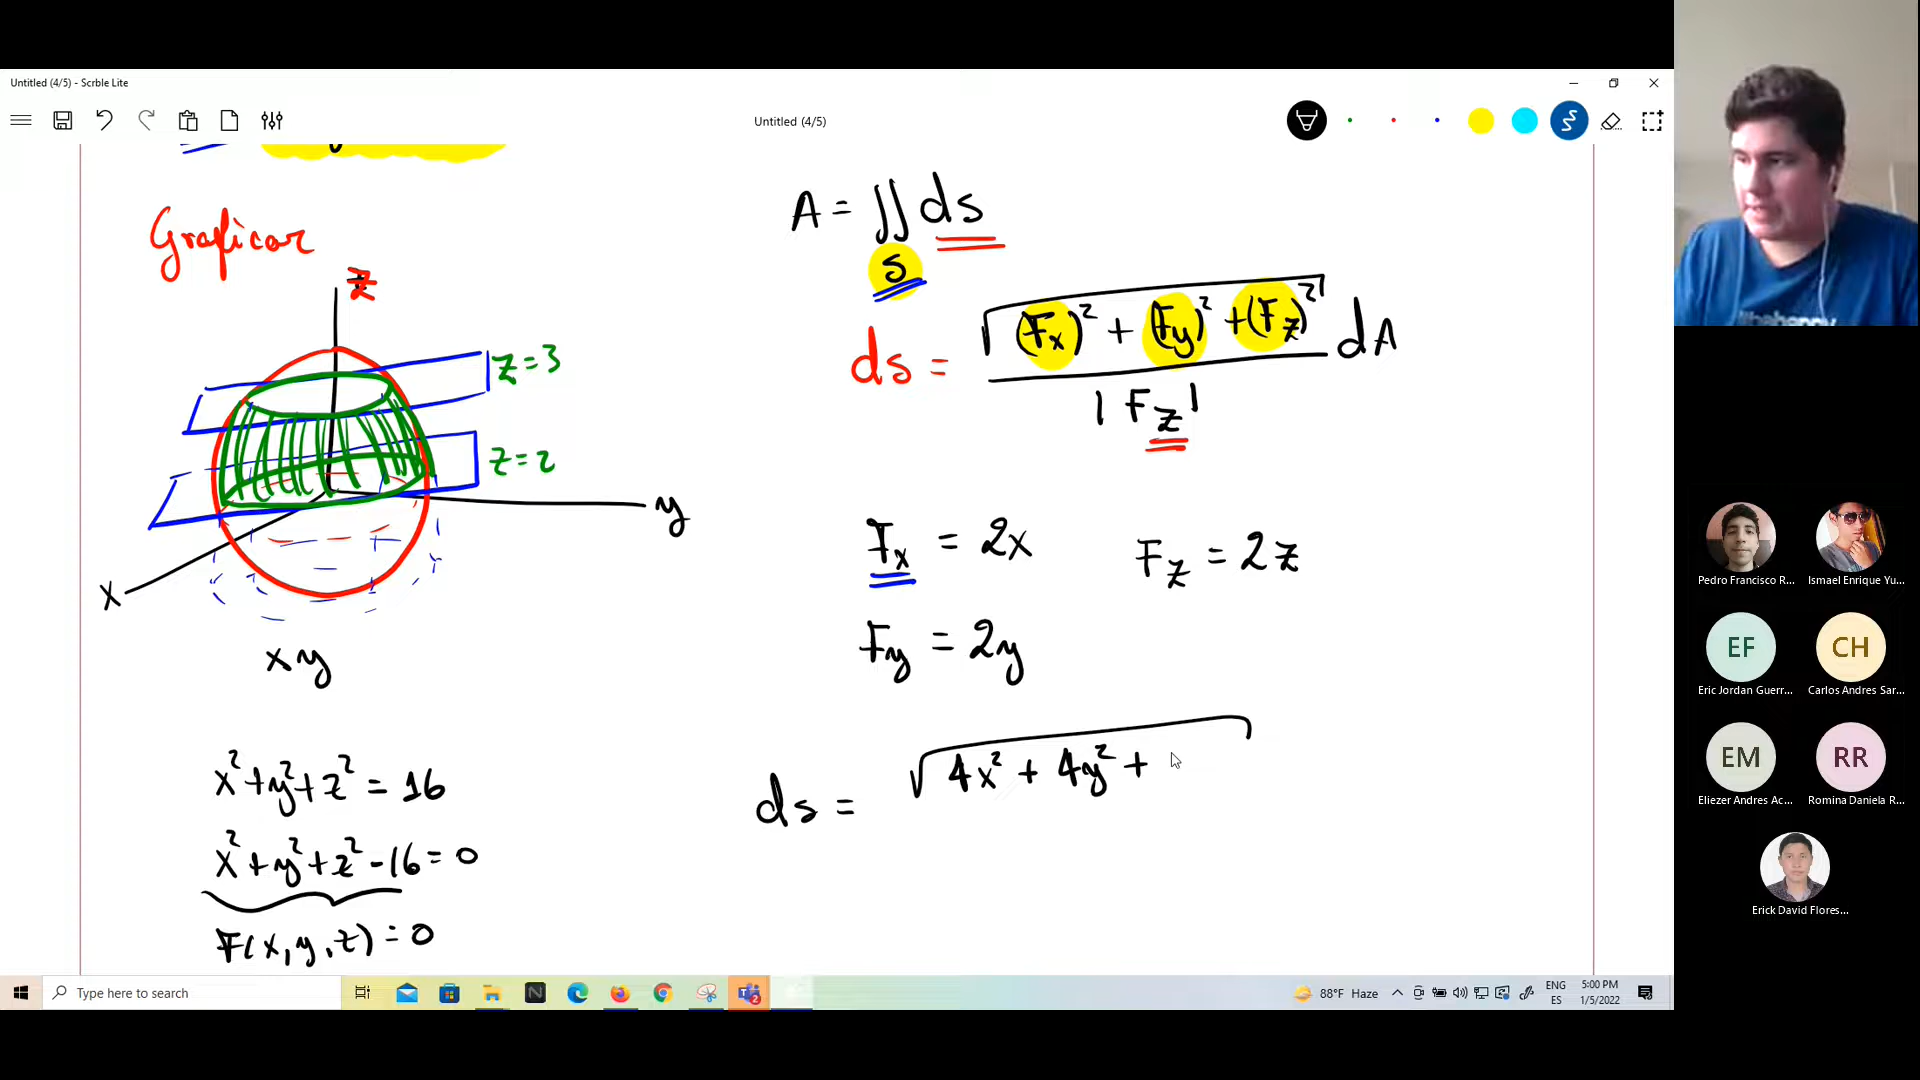 Untitled (4/5) - Scrble Lite
Untitled (4/5)
Graficar
z
z=3
z=2
y
x
xy
x²+y²+z² = 16
x²+y²+z²-16=0
F(x,y,z)=0
A = ∬ ds
s
ds = √((Fx)² + (Fy)² + (Fz)²) dA
|Fz|
Fx = 2x
Fz = 2z
Fy = 2y
ds = √(4x² + 4y² +
Pedro Francisco R...
Ismael Enrique Yu...
EF
CH
Eric Jordan Guerr...
Carlos Andres Sar...
EM
RR
Eliezer Andres Ac...
Romina Daniela R...
Erick David Flores...
Type here to search
N
2
88°F Haze
ENG
ES
5:00 PM
1/5/2022